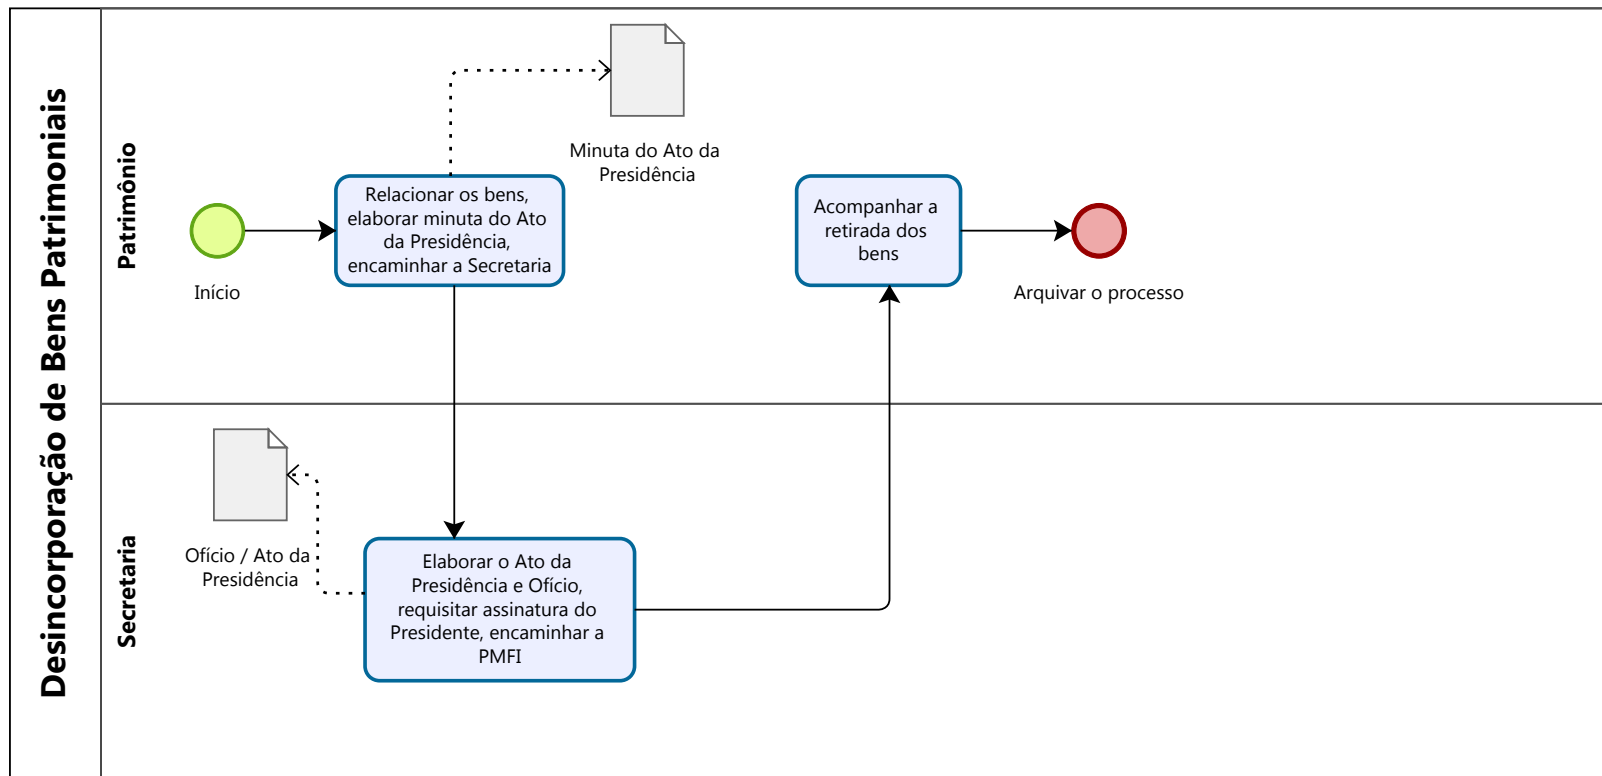 Desincorporação de Bens Patrimoniais
Patrimônio
Início
Relacionar os bens,
elaborar minuta do Ato
da Presidência,
encaminhar a Secretaria
Minuta do Ato da
Presidência
Acompanhar a
retirada dos
bens
Arquivar o processo
Secretaria
Ofício / Ato da
Presidência
Elaborar o Ato da
Presidência e Ofício,
requisitar assinatura do
Presidente, encaminhar a
PMFI